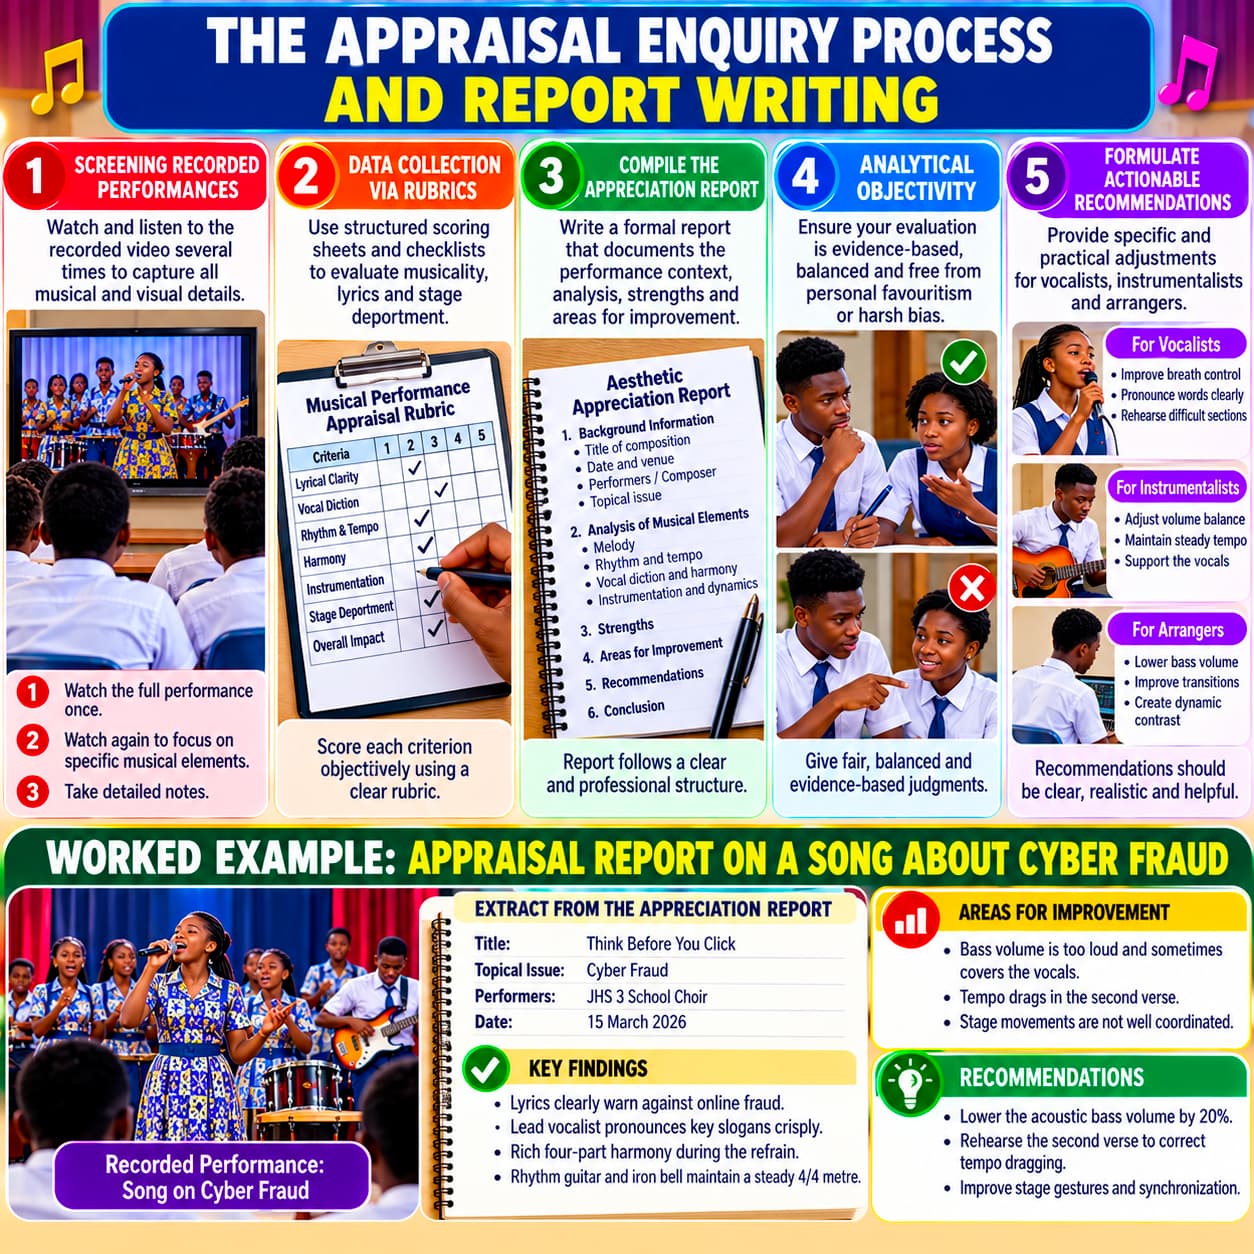 THE APPRAISAL ENQUIRY PROCESS
AND REPORT WRITING
1
SCREENING RECORDED
PERFORMANCES
Watch and listen to the
recorded video several
times to capture all
musical and visual details.
1 Watch the full performance
once.
2 Watch again to focus on
specific musical elements.
3 Take detailed notes.
2
DATA COLLECTION
VIA RUBRICS
Use structured scoring
sheets and checklists
to evaluate musicality,
lyrics and stage
deportment.
Musical Performance
Appraisal Rubric
Criteria 1 2 3 4 5
Lyrical Clarity
Vocal Diction
Rhythm & Tempo
Harmony
Instrumentation
Stage Deportment
Overall Impact
Score each criterion
objectively using a
clear rubric.
3
COMPILE THE
APPRECIATION REPORT
Write a formal report
that documents the
performance context,
analysis, strengths and
areas for improvement.
Aesthetic
Appreciation Report
1. Background Information
• Title of composition
• Date and venue
• Performers / Composer
• Topical issue
2. Analysis of Musical Elements
• Melody
• Rhythm and tempo
• Vocal diction and harmony
• Instrumentation and dynamics
3. Strengths
4. Areas for Improvement
5. Recommendations
6. Conclusion
Report follows a clear
and professional structure.
4
ANALYTICAL
OBJECTIVITY
Ensure your evaluation
is evidence-based,
balanced and free from
personal favouritism
or harsh bias.
Give fair, balanced and
evidence-based judgments.
5
FORMULATE
ACTIONABLE
RECOMMENDATIONS
Provide specific and
practical adjustments
for vocalists, instrumentalists
and arrangers.
For Vocalists
• Improve breath control
• Pronounce words clearly
• Rehearse difficult sections
For Instrumentalists
• Adjust volume balance
• Maintain steady tempo
• Support the vocals
For Arrangers
• Lower bass volume
• Improve transitions
• Create dynamic
contrast
Recommendations should
be clear, realistic and helpful.
WORKED EXAMPLE: APPRAISAL REPORT ON A SONG ABOUT CYBER FRAUD
Recorded Performance:
Song on Cyber Fraud
EXTRACT FROM THE APPRECIATION REPORT
Title: Think Before You Click
Topical Issue: Cyber Fraud
Performers: JHS 3 School Choir
Date: 15 March 2026
KEY FINDINGS
• Lyrics clearly warn against online fraud.
• Lead vocalist pronounces key slogans crisply.
• Rich four-part harmony during the refrain.
• Rhythm guitar and iron bell maintain a steady 4/4 metre.
AREAS FOR IMPROVEMENT
• Bass volume is too loud and sometimes
covers the vocals.
• Tempo drags in the second verse.
• Stage movements are not well coordinated.
RECOMMENDATIONS
• Lower the acoustic bass volume by 20%.
• Rehearse the second verse to correct
tempo dragging.
• Improve stage gestures and synchronization.